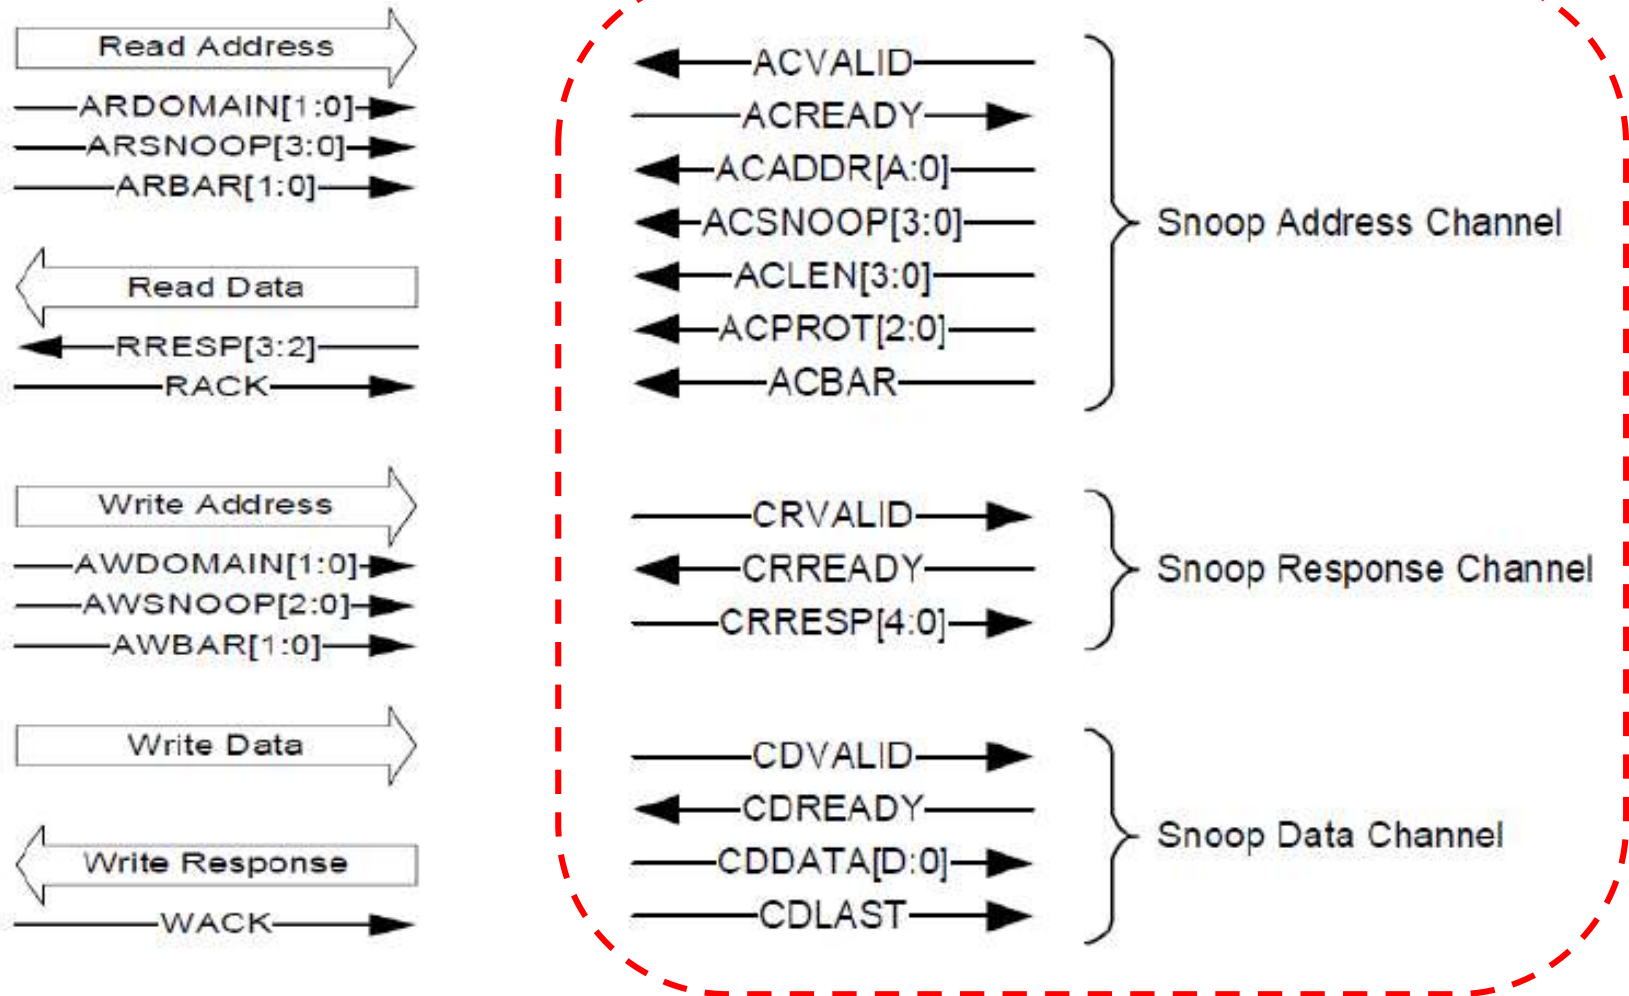 Read Address
ARDOMAIN[1:0]
ARSNOOP[3:0]
ARBAR[1:0]
Read Data
RRESP[3:2]
RACK
Write Address
AWDOMAIN[1:0]
AWSNOOP[2:0]
AWBAR[1:0]
Write Data
Write Response
WACK
ACVALID
ACREADY
ACADDR[A:0]
ACSNOOP[3:0]
ACLEN[3:0]
ACPROT[2:0]
ACBAR
Snoop Address Channel
CRVALID
CRREADY
CRRESP[4:0]
Snoop Response Channel
CDVALID
CDREADY
CDDATA[D:0]
CDLAST
Snoop Data Channel